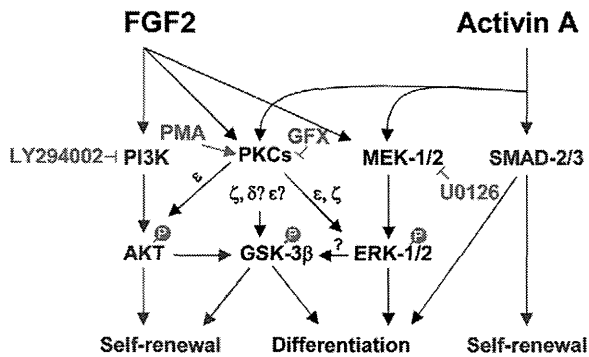 FGF2 Activin A
PMA GFX
LY294002 PI3K PKCs MEK-1/2 SMAD-2/3
ε ζ, δ? ε? ε, ζ U0126
P P ? P
AKT GSK-3β ERK-1/2
Self-renewal Differentiation Self-renewal